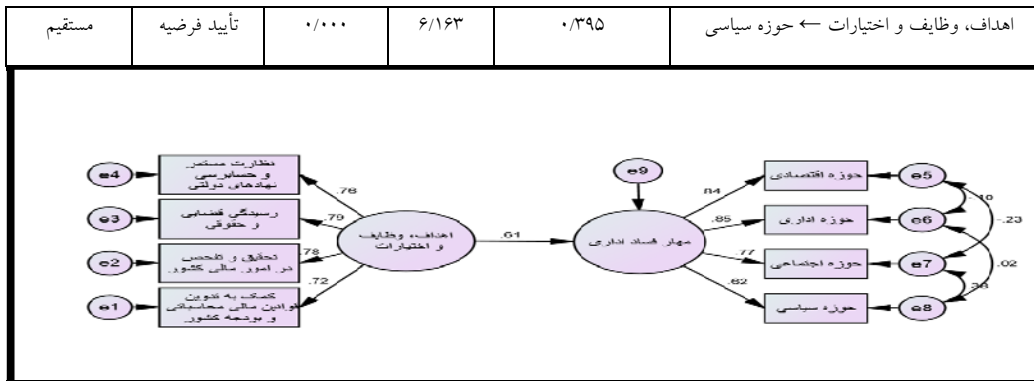 اهداف، وظایف و اختیارات ← حوزه سیاسی ۰/۳۹۵ ۶/۱۶۳ ۰/۰۰۰ تأیید فرضیه مستقیم
نظارت مستمر
و حسابرسی
نهادهای دولتی
e4
رسیدگی قضایی
و حقوقی
e3
تحقیق و تفحص
در امور مالی کشور
e2
کمک به تدوین
قوانین مالی محاسباتی
و بودجه کشور
e1
.76
.79
.78
.72
اهداف، وظایف
و اختیارات
.61
e9
مهار فساد اداری
.84
.85
.77
.62
حوزه اقتصادی
e5
حوزه اداری
e6
حوزه اجتماعی
e7
حوزه سیاسی
e8
-.23
.02